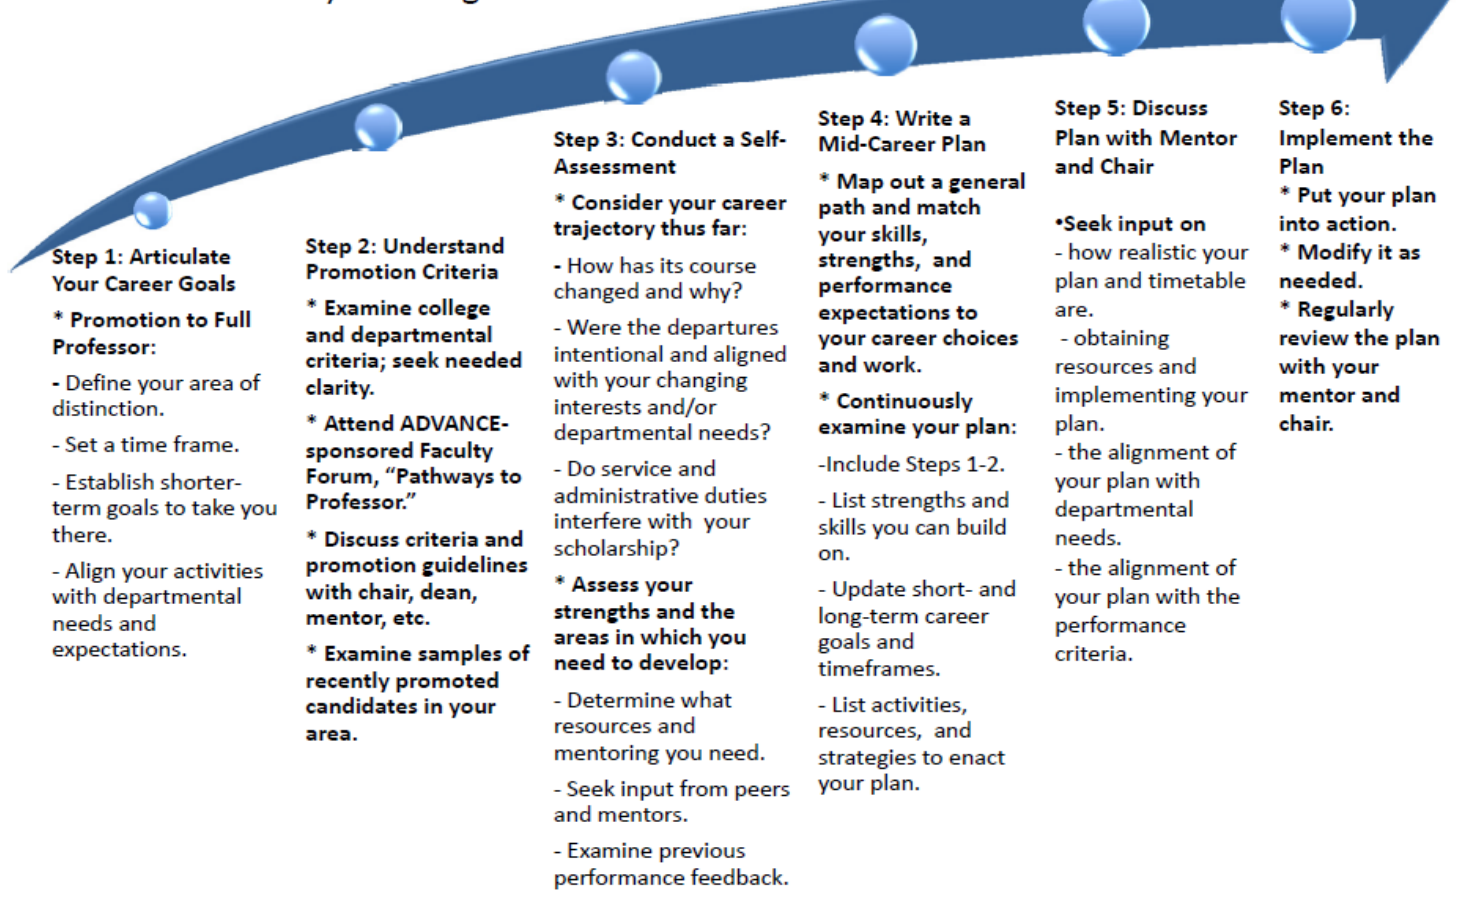 Step 1: Articulate
Your Career Goals
* Promotion to Full
Professor:
- Define your area of
distinction.
- Set a time frame.
- Establish shorter-
term goals to take you
there.
- Align your activities
with departmental
needs and
expectations.
Step 2: Understand
Promotion Criteria
* Examine college
and departmental
criteria; seek needed
clarity.
* Attend ADVANCE-
sponsored Faculty
Forum, “Pathways to
Professor.”
* Discuss criteria and
promotion guidelines
with chair, dean,
mentor, etc.
* Examine samples of
recently promoted
candidates in your
area.
Step 3: Conduct a Self-
Assessment
* Consider your career
trajectory thus far:
- How has its course
changed and why?
- Were the departures
intentional and aligned
with your changing
interests and/or
departmental needs?
- Do service and
administrative duties
interfere with your
scholarship?
* Assess your
strengths and the
areas in which you
need to develop:
- Determine what
resources and
mentoring you need.
- Seek input from peers
and mentors.
- Examine previous
performance feedback.
Step 4: Write a
Mid-Career Plan
* Map out a general
path and match
your skills,
strengths, and
performance
expectations to
your career choices
and work.
* Continuously
examine your plan:
-Include Steps 1-2.
- List strengths and
skills you can build
on.
- Update short- and
long-term career
goals and
timeframes.
- List activities,
resources, and
strategies to enact
your plan.
Step 5: Discuss
Plan with Mentor
and Chair
•Seek input on
- how realistic your
plan and timetable
are.
- obtaining
resources and
implementing your
plan.
- the alignment of
your plan with
departmental
needs.
- the alignment of
your plan with the
performance
criteria.
Step 6:
Implement the
Plan
* Put your plan
into action.
* Modify it as
needed.
* Regularly
review the plan
with your
mentor and
chair.